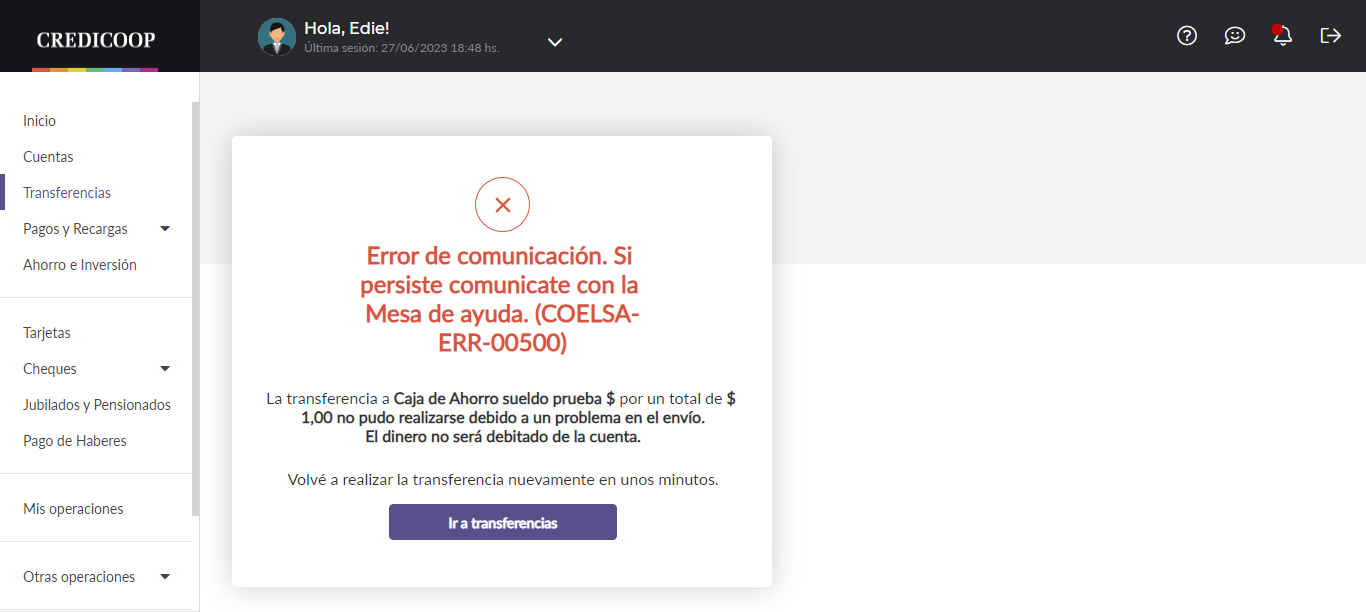 CREDICOOP
Hola, Edie!
Última sesión: 27/06/2023 18:48 hs.
Inicio
Cuentas
Transferencias
Pagos y Recargas
Ahorro e Inversión
Tarjetas
Cheques
Jubilados y Pensionados
Pago de Haberes
Mis operaciones
Otras operaciones
Error de comunicación. Si
persiste comunicate con la
Mesa de ayuda. (COELSA-
ERR-00500)
La transferencia a Caja de Ahorro sueldo prueba $ por un total de $
1,00 no pudo realizarse debido a un problema en el envío.
El dinero no será debitado de la cuenta.
Volvé a realizar la transferencia nuevamente en unos minutos.
Ir a transferencias